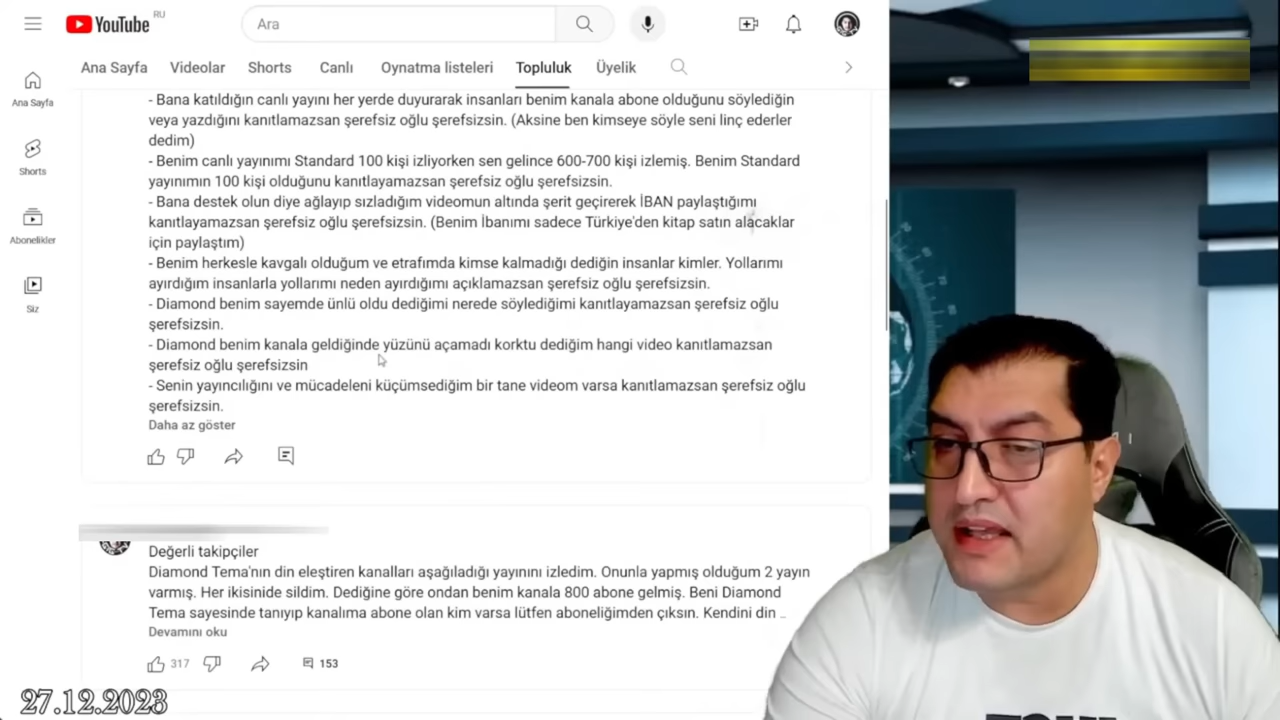 YouTube RU
Ara
Ana Sayfa Videolar Shorts Canlı Oynatma listeleri Topluluk Üyelik
Ana Sayfa
Shorts
Abonelikler
Siz
- Bana katıldığın canlı yayını her yerde duyurarak insanları benim kanala abone olduğunu söylediğin
veya yazdığını kanıtlamazsan şerefsiz oğlu şerefsizsin. (Aksine ben kimseye söyle seni linç ederler
dedim)
- Benim canlı yayınımı Standard 100 kişi izliyorken sen gelince 600-700 kişi izlemiş. Benim Standard
yayınımın 100 kişi olduğunu kanıtlayamazsan şerefsiz oğlu şerefsizsin.
- Bana destek olun diye ağlayıp sızladığım videomun altında şerit geçirerek İBAN paylaştığımı
kanıtlayamazsan şerefsiz oğlu şerefsizsin. (Benim İbanımı sadece Türkiye'den kitap satın alacaklar
için paylaştım)
- Benim herkesle kavgalı olduğum ve etrafımda kimse kalmadığı dediğin insanlar kimler. Yollarımı
ayırdığım insanlarla yollarımı neden ayırdığımı açıklamazsan şerefsiz oğlu şerefsizsin.
- Diamond benim sayemde ünlü oldu dediğimi nerede söylediğimi kanıtlayamazsan şerefsiz oğlu
şerefsizsin.
- Diamond benim kanala geldiğinde yüzünü açamadı korktu dediğim hangi video kanıtlamazsan
şerefsiz oğlu şerefsizsin
- Senin yayıncılığını ve mücadeleni küçümsediğim bir tane videom varsa kanıtlamazsan şerefsiz oğlu
şerefsizsin.
Daha az göster
Değerli takipçiler
Diamond Tema'nın din eleştiren kanalları aşağıladığı yayınını izledim. Onunla yapmış olduğum 2 yayın
varmış. Her ikisinide sildim. Dediğine göre ondan benim kanala 800 abone gelmiş. Beni Diamond
Tema sayesinde tanıyıp kanalıma abone olan kim varsa lütfen aboneliğimden çıksın. Kendini din ...
Devamını oku
317 153
27.12.2023